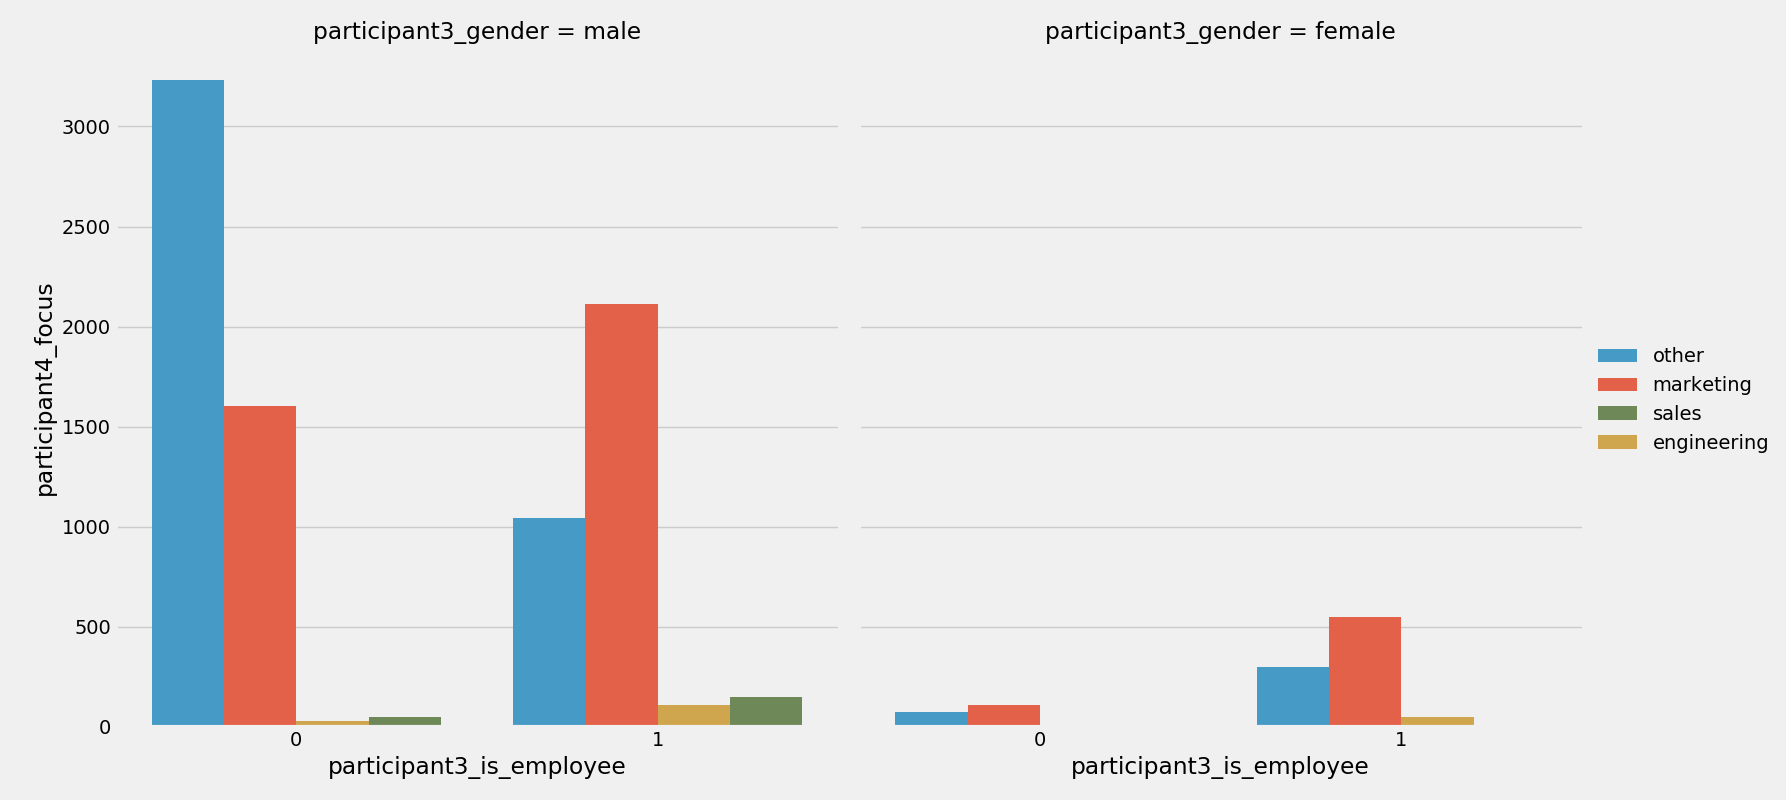 participant3_gender = male
participant3_gender = female
participant4_focus
3000
2500
2000
1500
1000
500
0
0
1
0
1
participant3_is_employee
participant3_is_employee
other
marketing
sales
engineering